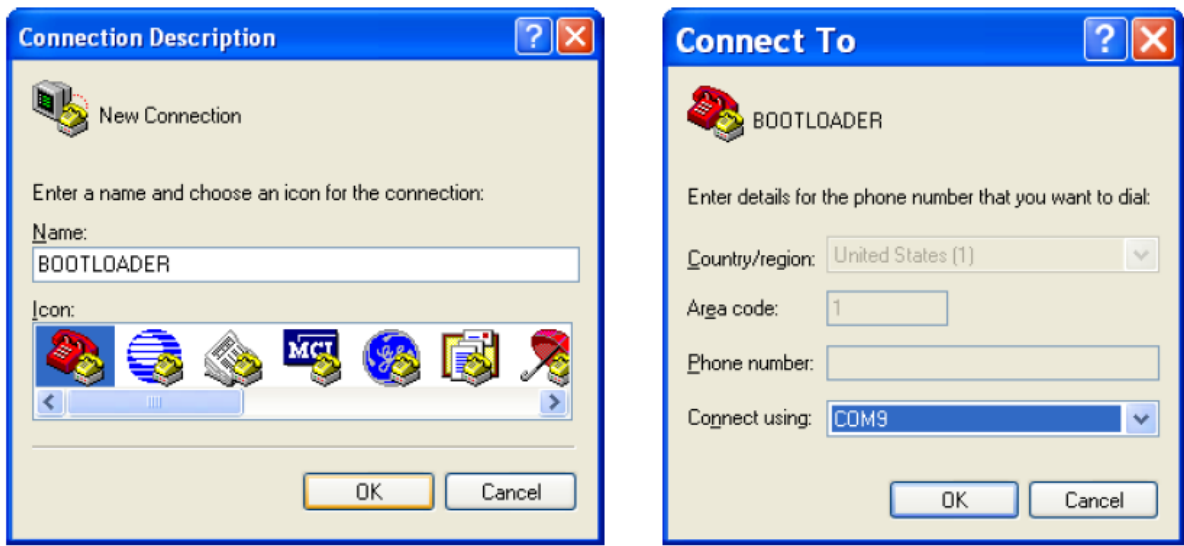 Connection Description
?
X
New Connection
Enter a name and choose an icon for the connection:
Name:
BOOTLOADER
Icon:
MCI
OK
Cancel
Connect To
?
X
BOOTLOADER
Enter details for the phone number that you want to dial:
Country/region:
United States (1)
Area code:
1
Phone number:
Connect using:
COM9
OK
Cancel